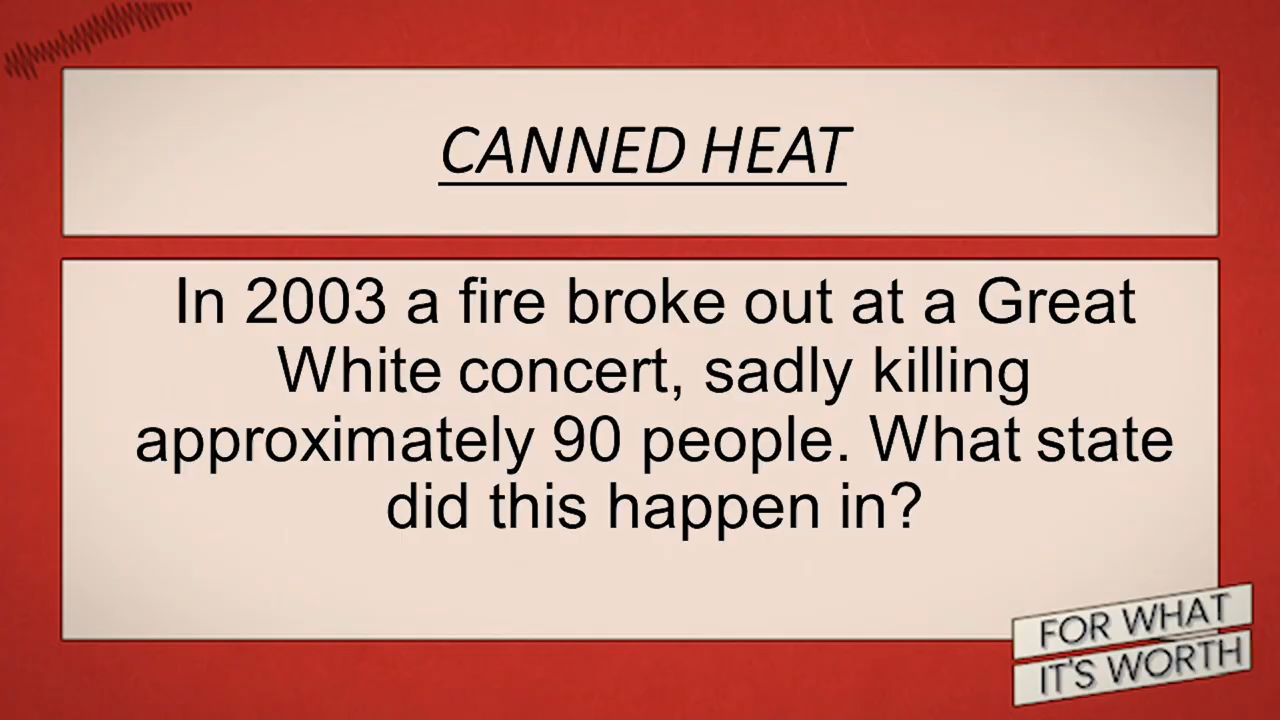 CANNED HEAT
In 2003 a fire broke out at a Great
White concert, sadly killing
approximately 90 people. What state
did this happen in?
FOR WHAT
IT'S WORTH